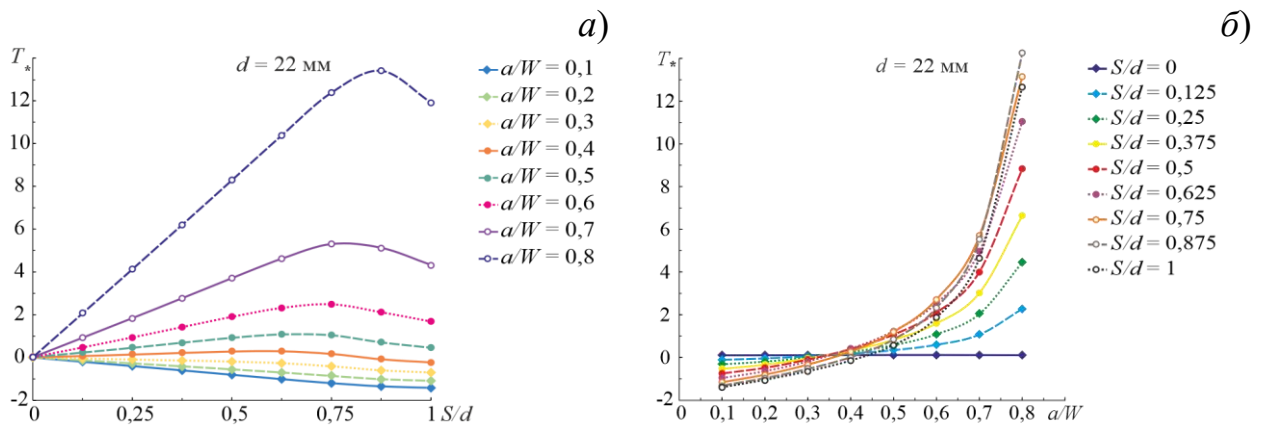 а)
T*
d = 22 мм
12
10
8
6
4
2
0
-2
0 0,25 0,5 0,75 1 S/d
a/W = 0,1
a/W = 0,2
a/W = 0,3
a/W = 0,4
a/W = 0,5
a/W = 0,6
a/W = 0,7
a/W = 0,8
б)
T*
d = 22 мм
12
10
8
6
4
2
0
-2
0 0,1 0,2 0,3 0,4 0,5 0,6 0,7 0,8 a/W
S/d = 0
S/d = 0,125
S/d = 0,25
S/d = 0,375
S/d = 0,5
S/d = 0,625
S/d = 0,75
S/d = 0,875
S/d = 1